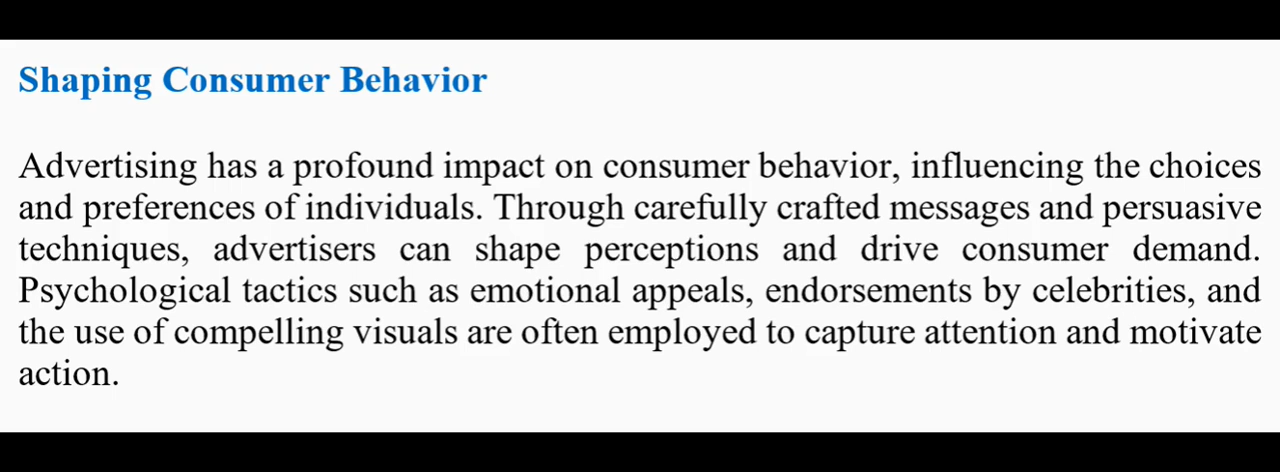 Shaping Consumer Behavior
Advertising has a profound impact on consumer behavior, influencing the choices
and preferences of individuals. Through carefully crafted messages and persuasive
techniques, advertisers can shape perceptions and drive consumer demand.
Psychological tactics such as emotional appeals, endorsements by celebrities, and
the use of compelling visuals are often employed to capture attention and motivate
action.